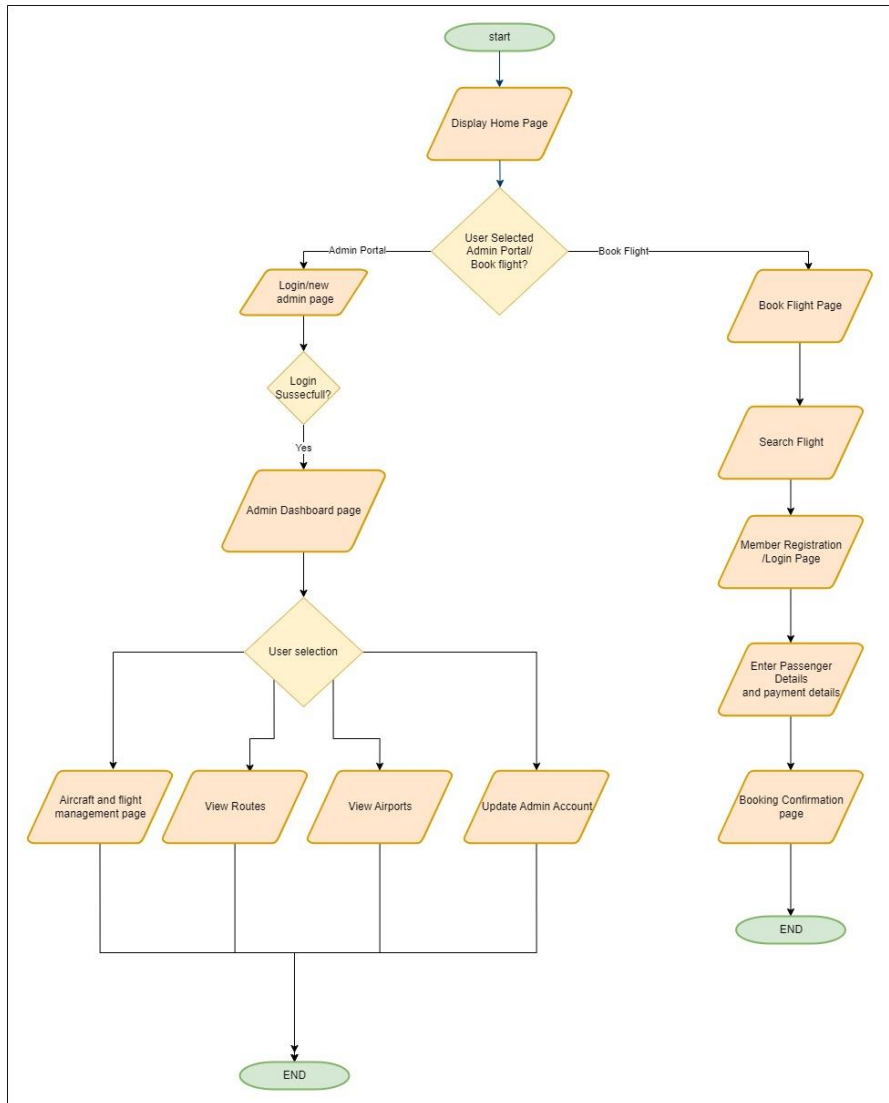 start
Display Home Page
User Selected
Admin Portal/
Book flight?
Admin Portal
Book Flight
Login/new
admin page
Book Flight Page
Login
Sussecfull?
Yes
Search Flight
Admin Dashboard page
Member Registration
/Login Page
User selection
Enter Passenger
Details
and payment details
Aircraft and flight
management page
View Routes
View Airports
Update Admin Account
Booking Confirmation
page
END
END